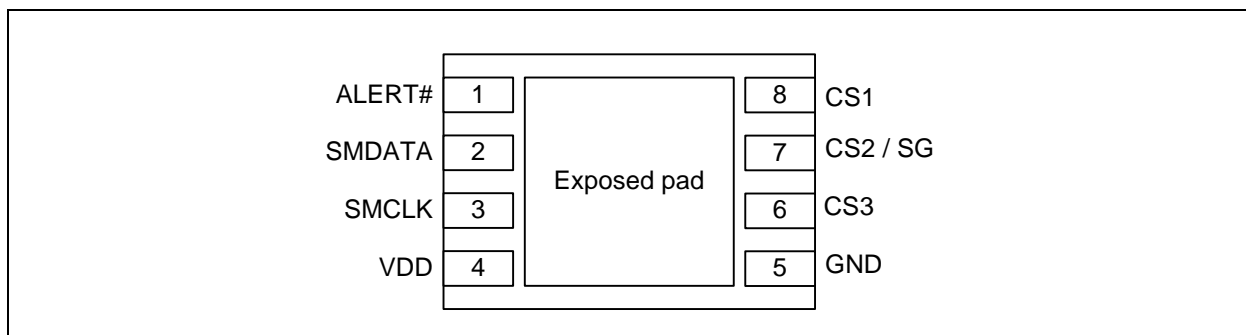 ALERT# 1
SMDATA 2
SMCLK 3
VDD 4
Exposed pad
8 CS1
7 CS2 / SG
6 CS3
5 GND